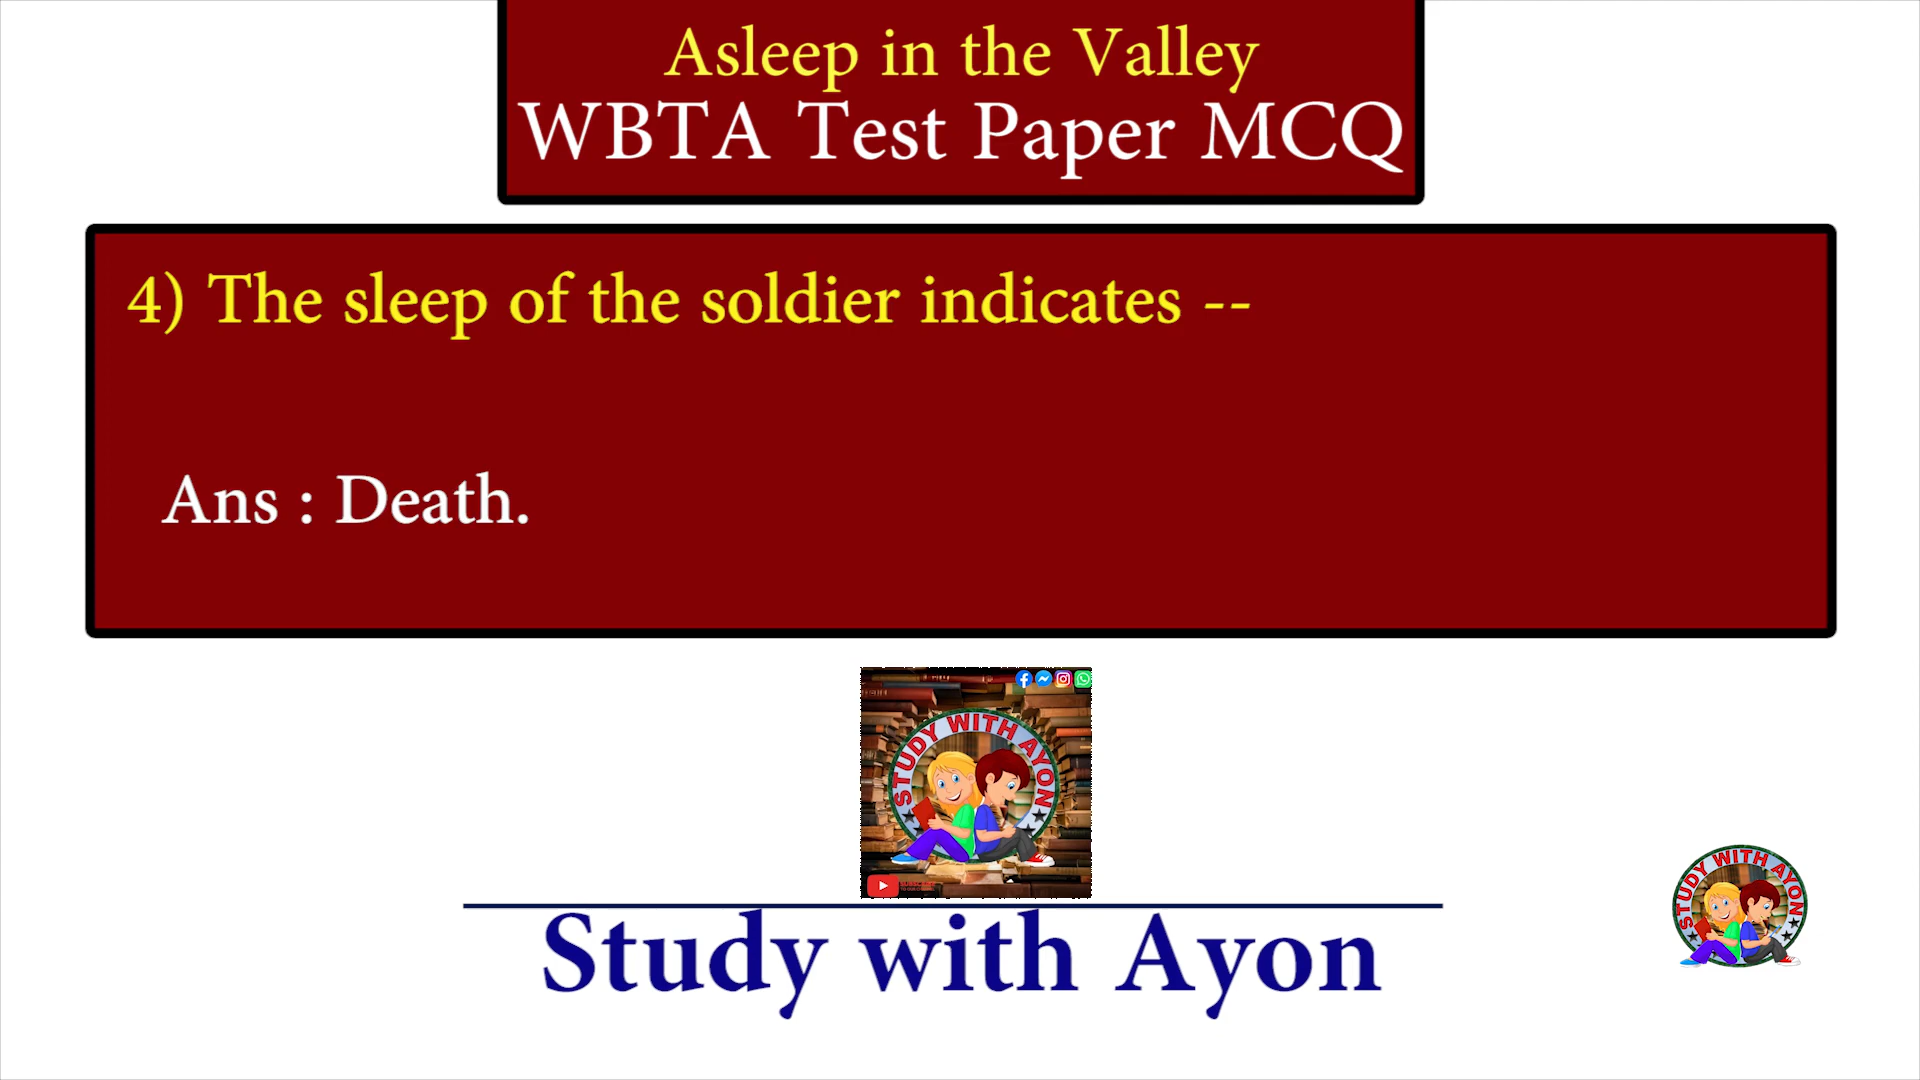 Asleep in the Valley
WBTA Test Paper MCQ
4) The sleep of the soldier indicates --
Ans : Death.
STUDY WITH AYON
Study with Ayon
STUDY WITH AYON